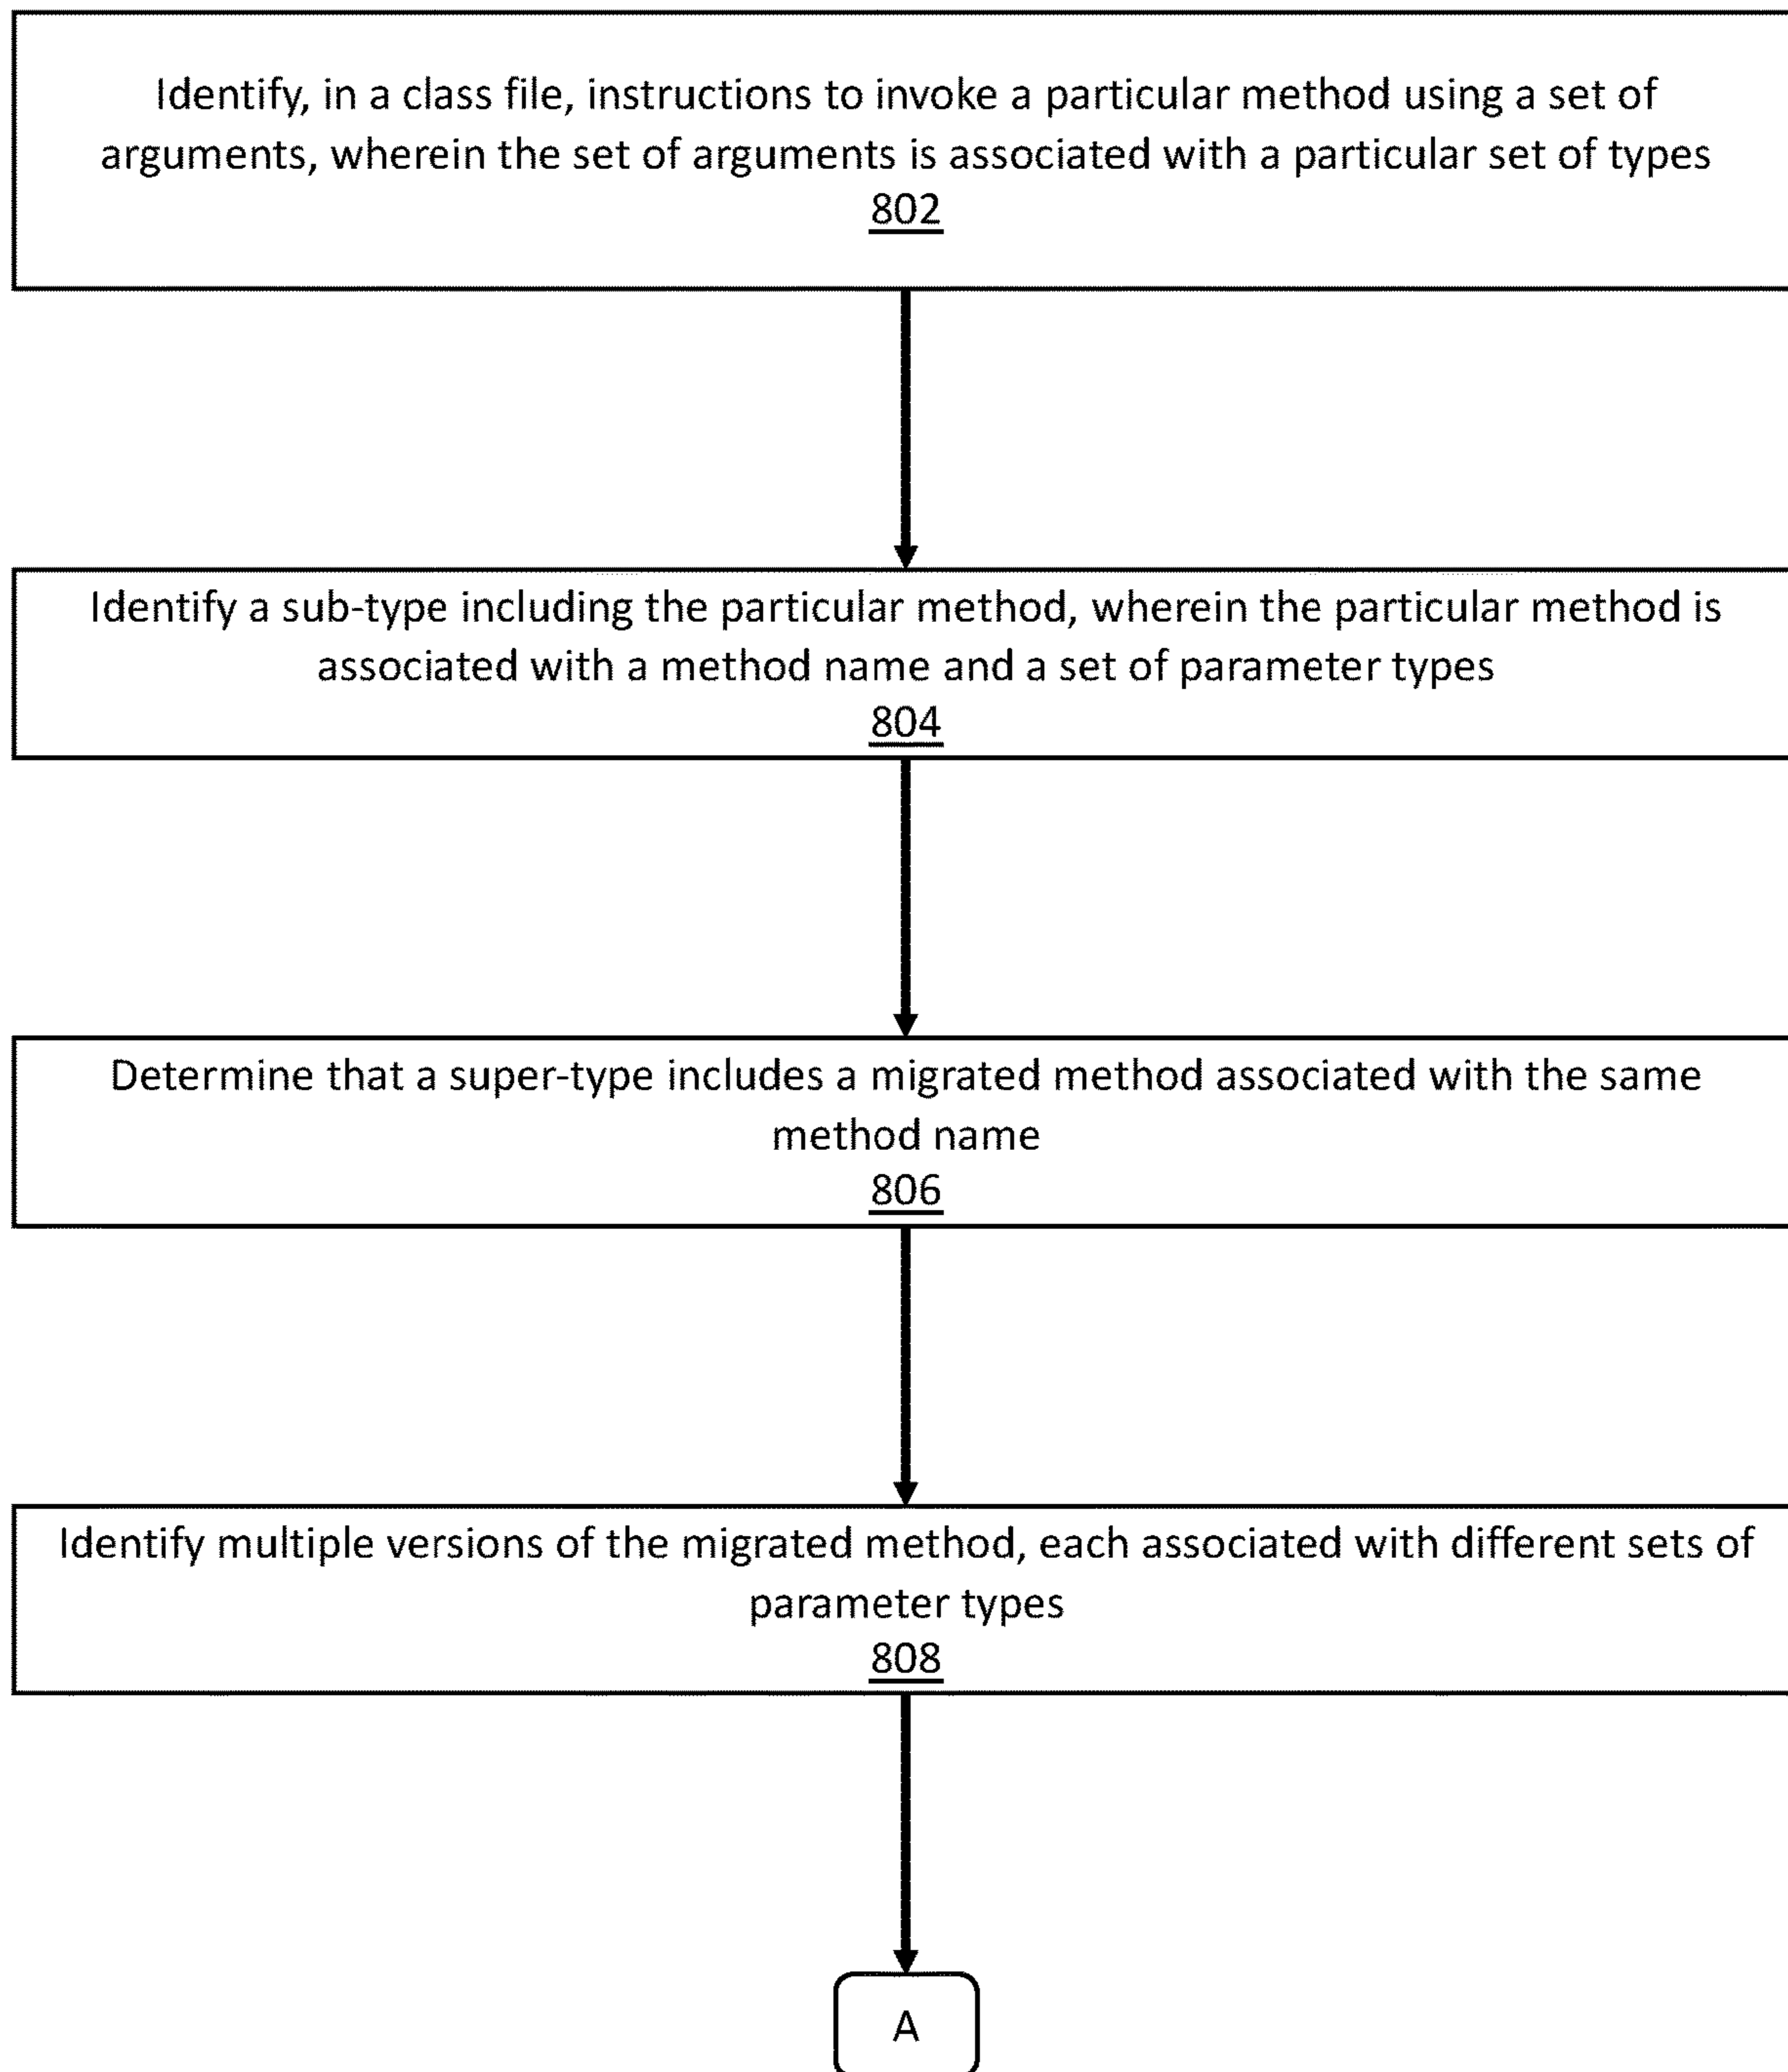 Identify, in a class file, instructions to invoke a particular method using a set of
arguments, wherein the set of arguments is associated with a particular set of types
802
Identify a sub-type including the particular method, wherein the particular method is
associated with a method name and a set of parameter types
804
Determine that a super-type includes a migrated method associated with the same
method name
806
Identify multiple versions of the migrated method, each associated with different sets of
parameter types
808
A